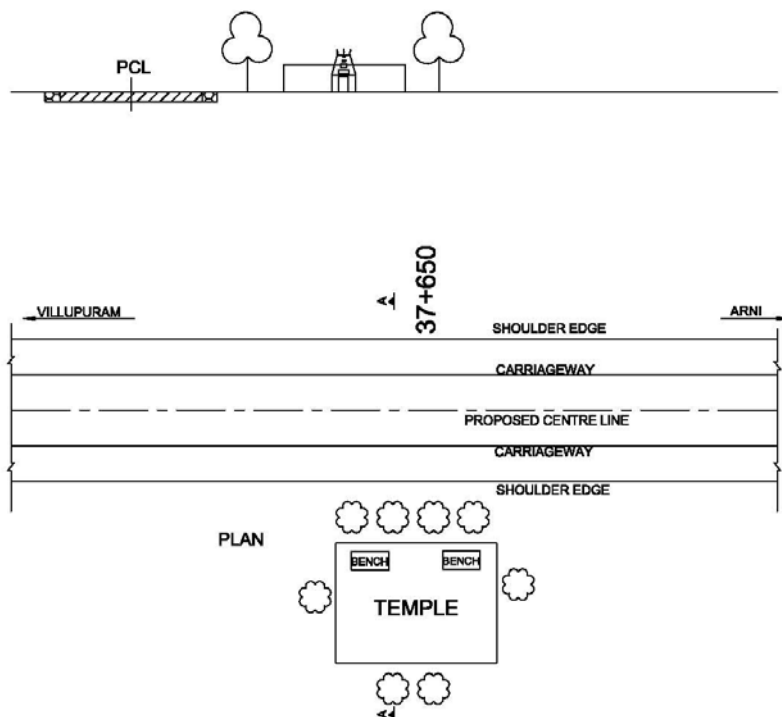 PCL
A
37+650
VILLUPURAM
ARNI
SHOULDER EDGE
CARRIAGEWAY
PROPOSED CENTRE LINE
CARRIAGEWAY
SHOULDER EDGE
PLAN
BENCH
BENCH
TEMPLE
A